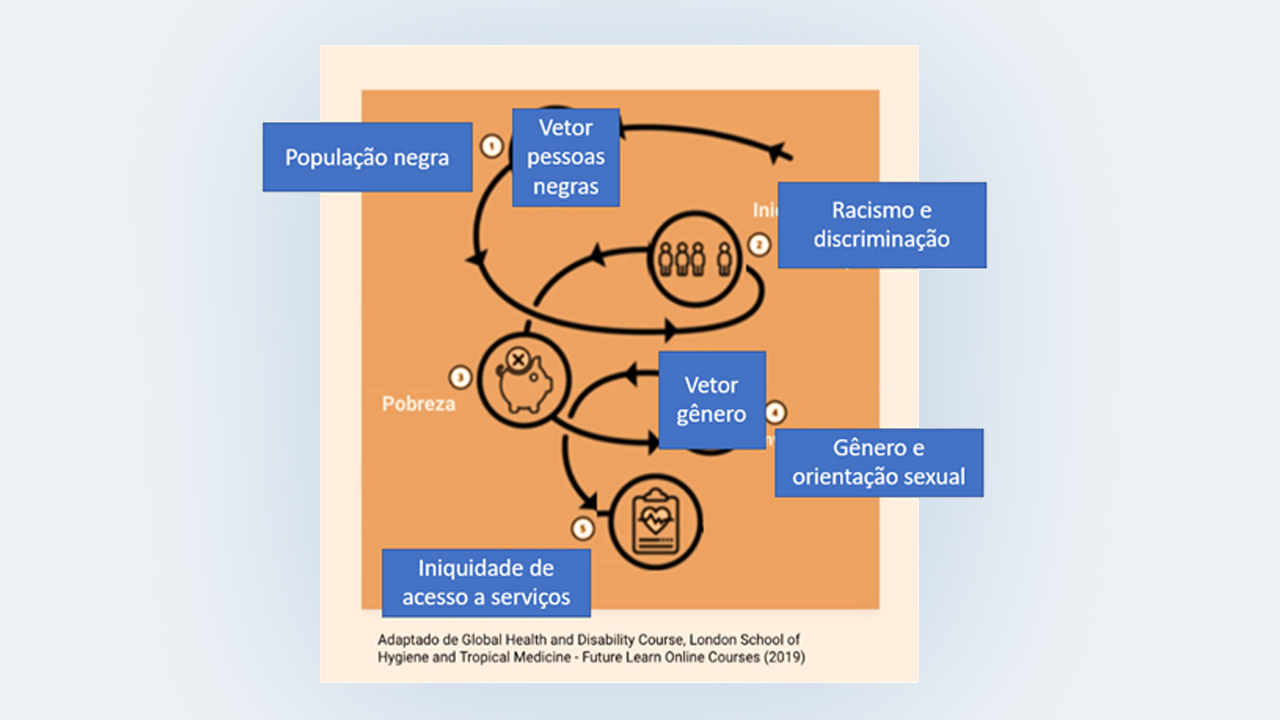 População negra
1
Vetor
pessoas
negras
Ini
2
Racismo e
discriminação
3
Pobreza
Vetor
gênero
4
Gênero e
orientação sexual
5
Iniquidade de
acesso a serviços
Adaptado de Global Health and Disability Course, London School of
Hygiene and Tropical Medicine - Future Learn Online Courses (2019)